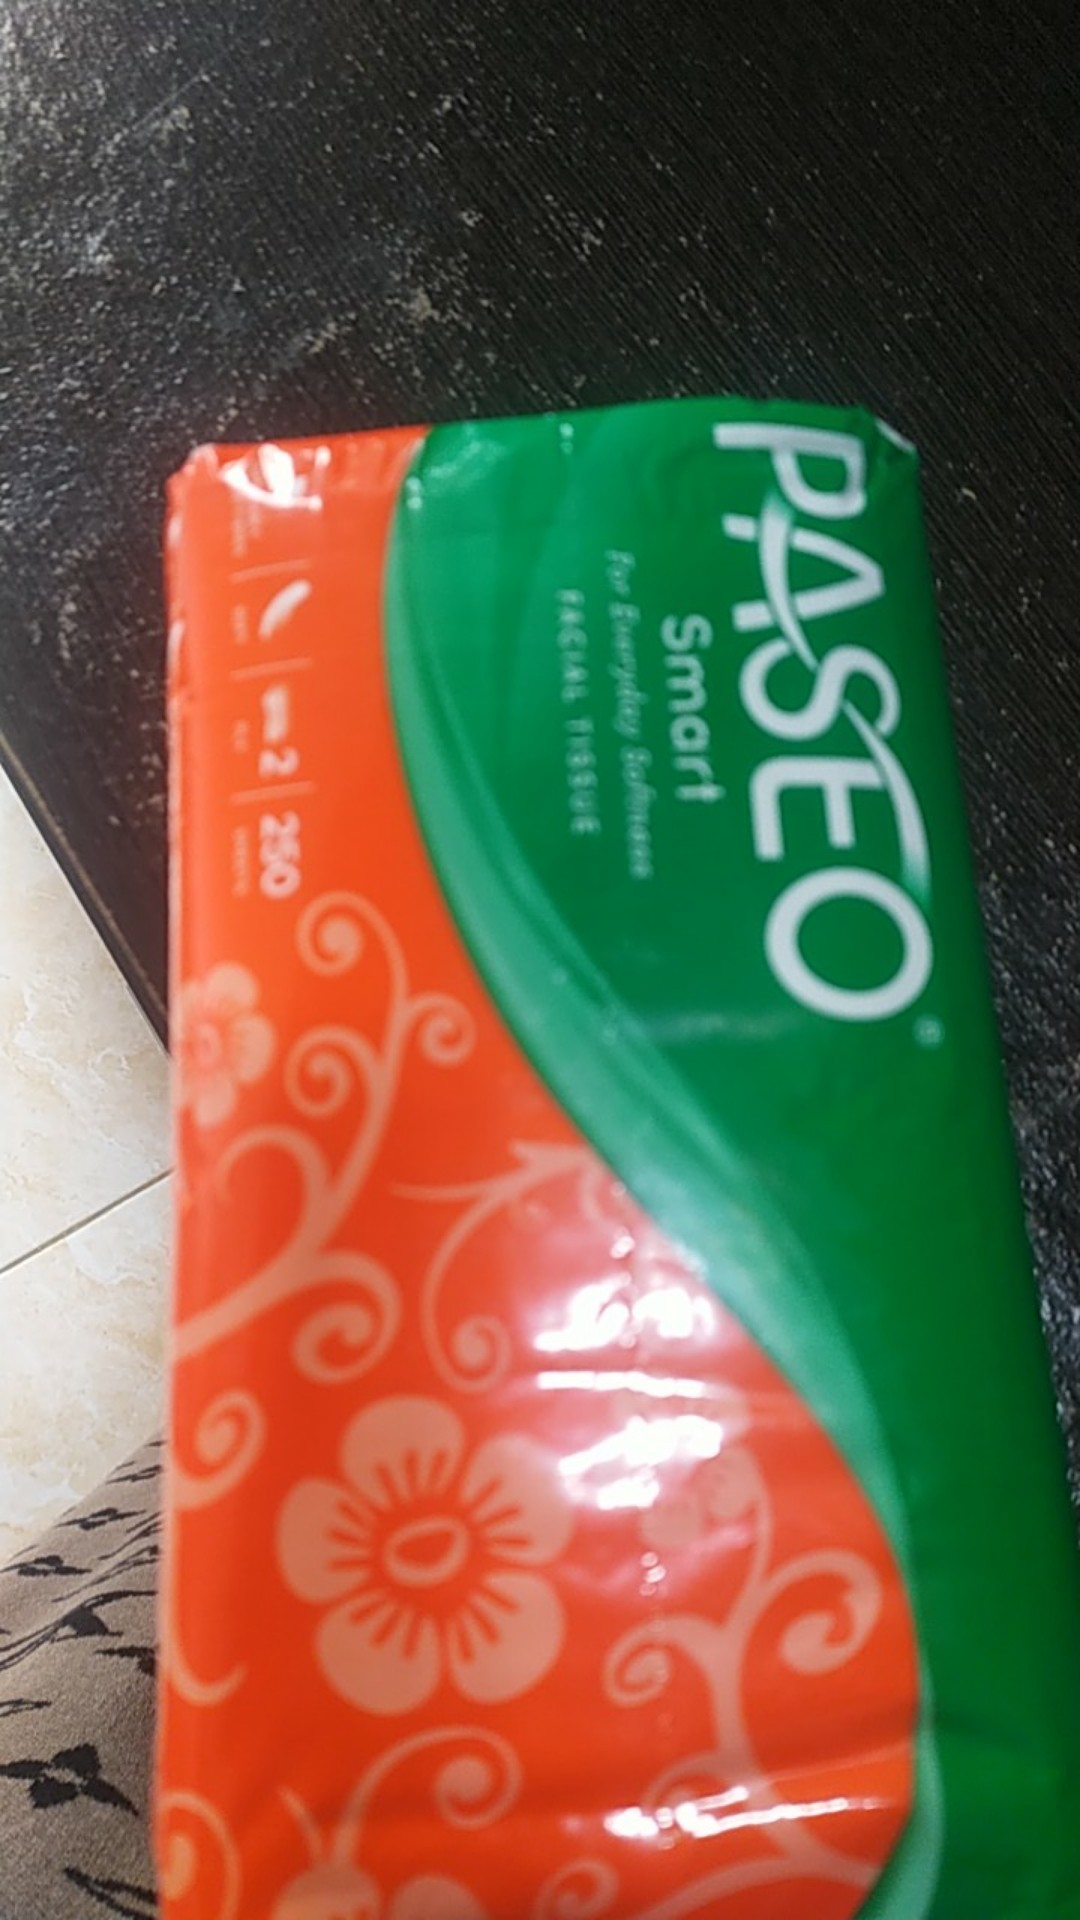 PASEO®
Smart
For Everyday Softness
FACIAL TISSUE
2
250